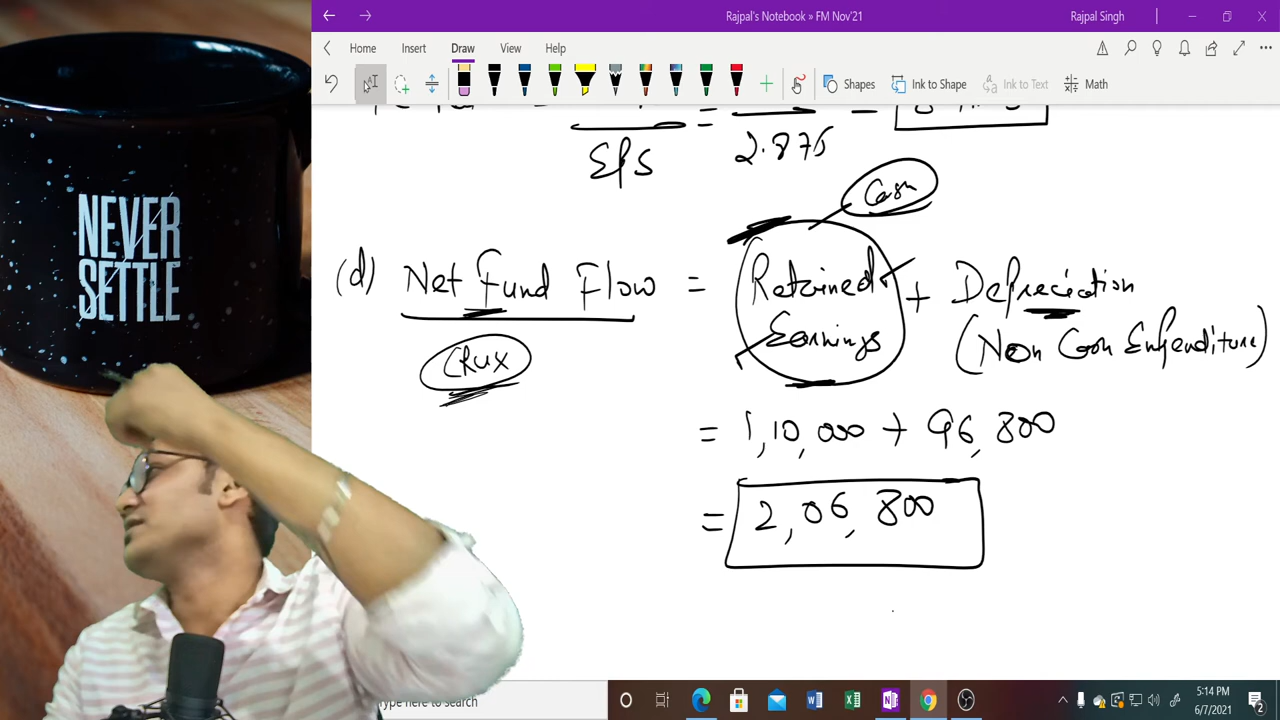 Rajpal's Notebook » FM Nov'21
Rajpal Singh
Home Insert Draw View Help
Shapes Ink to Shape Ink to Text Math
EPS
2.875
Cash
(d) Net Fund Flow = Retained Earnings + Depreciation
(Non Cash Expenditure)
CRUX
= 1,10,000 + 96,800
= 2,06,800
NEVER
SETTLE
Type here to search
5:14 PM
6/7/2021
2